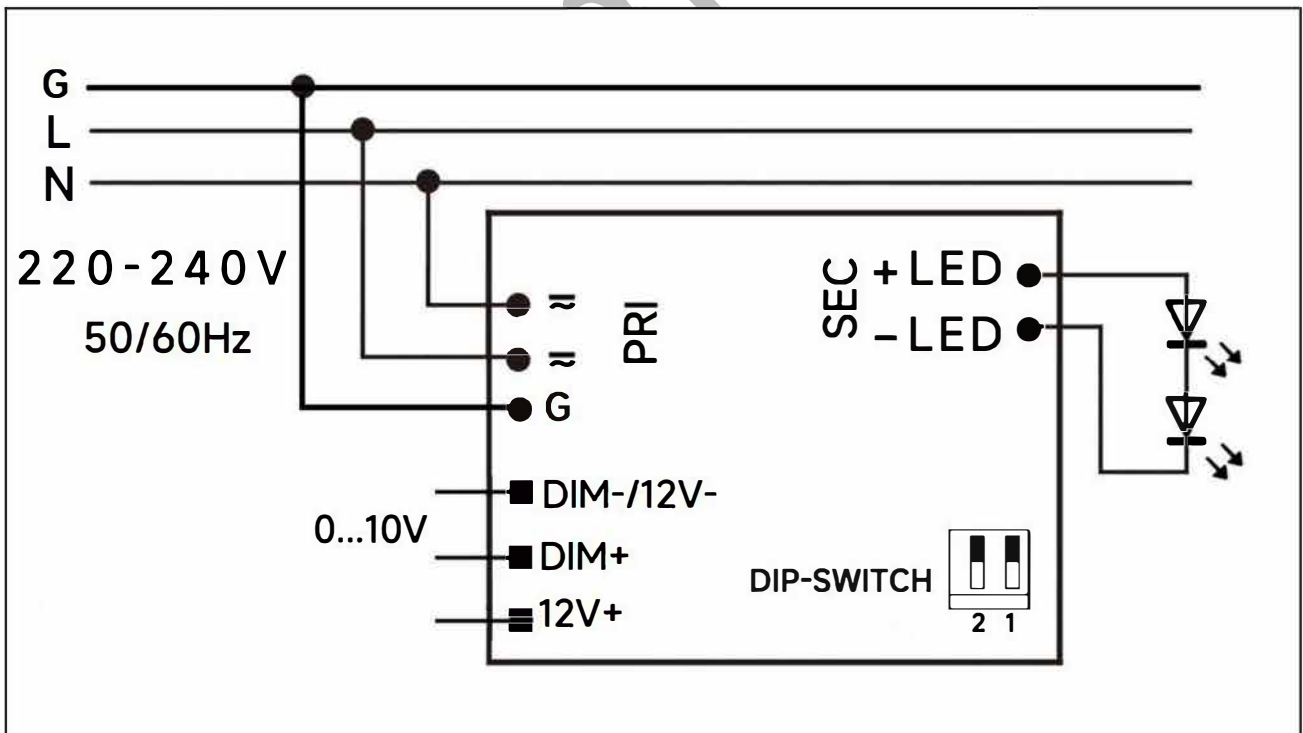 G
L
N
220-240V
50/60Hz
PRI
G
SEC
+LED
–LED
0...10V
DIM-/12V-
DIM+
12V+
DIP-SWITCH
2 1